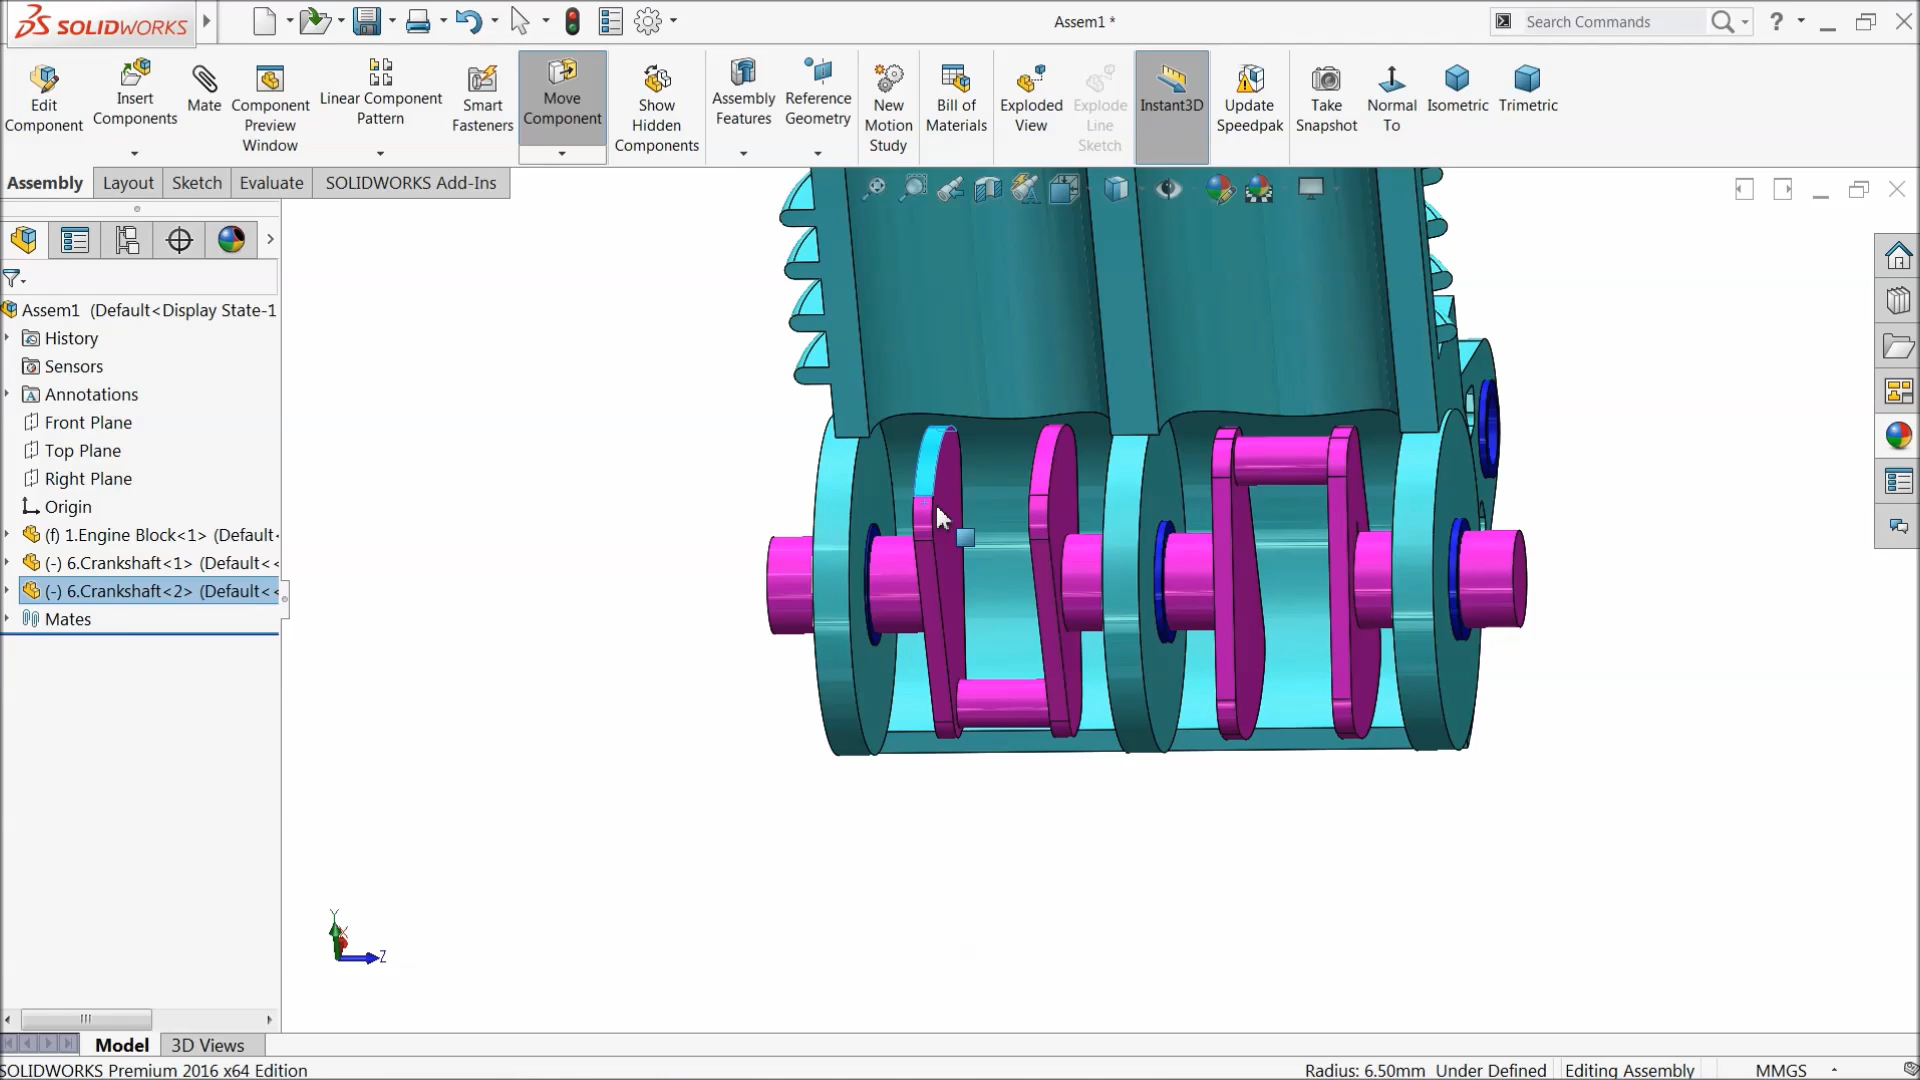 SOLIDWORKS
Assem1 *
Search Commands
?
Edit Component
Insert Components
Mate
Component Preview Window
Linear Component Pattern
Smart Fasteners
Move Component
Show Hidden Components
Assembly Features
Reference Geometry
New Motion Study
Bill of Materials
Exploded View
Explode Line Sketch
Instant3D
Update Speedpak
Take Snapshot
Normal To
Isometric
Trimetric
Assembly
Layout
Sketch
Evaluate
SOLIDWORKS Add-Ins
Assem1 (Default<Display State-1
History
Sensors
Annotations
Front Plane
Top Plane
Right Plane
Origin
(f) 1.Engine Block<1> (Default<
(-) 6.Crankshaft<1> (Default<<
(-) 6.Crankshaft<2> (Default<<
Mates
Y
X
Z
Model
3D Views
SOLIDWORKS Premium 2016 x64 Edition
Radius: 6.50mm
Under Defined
Editing Assembly
MMGS